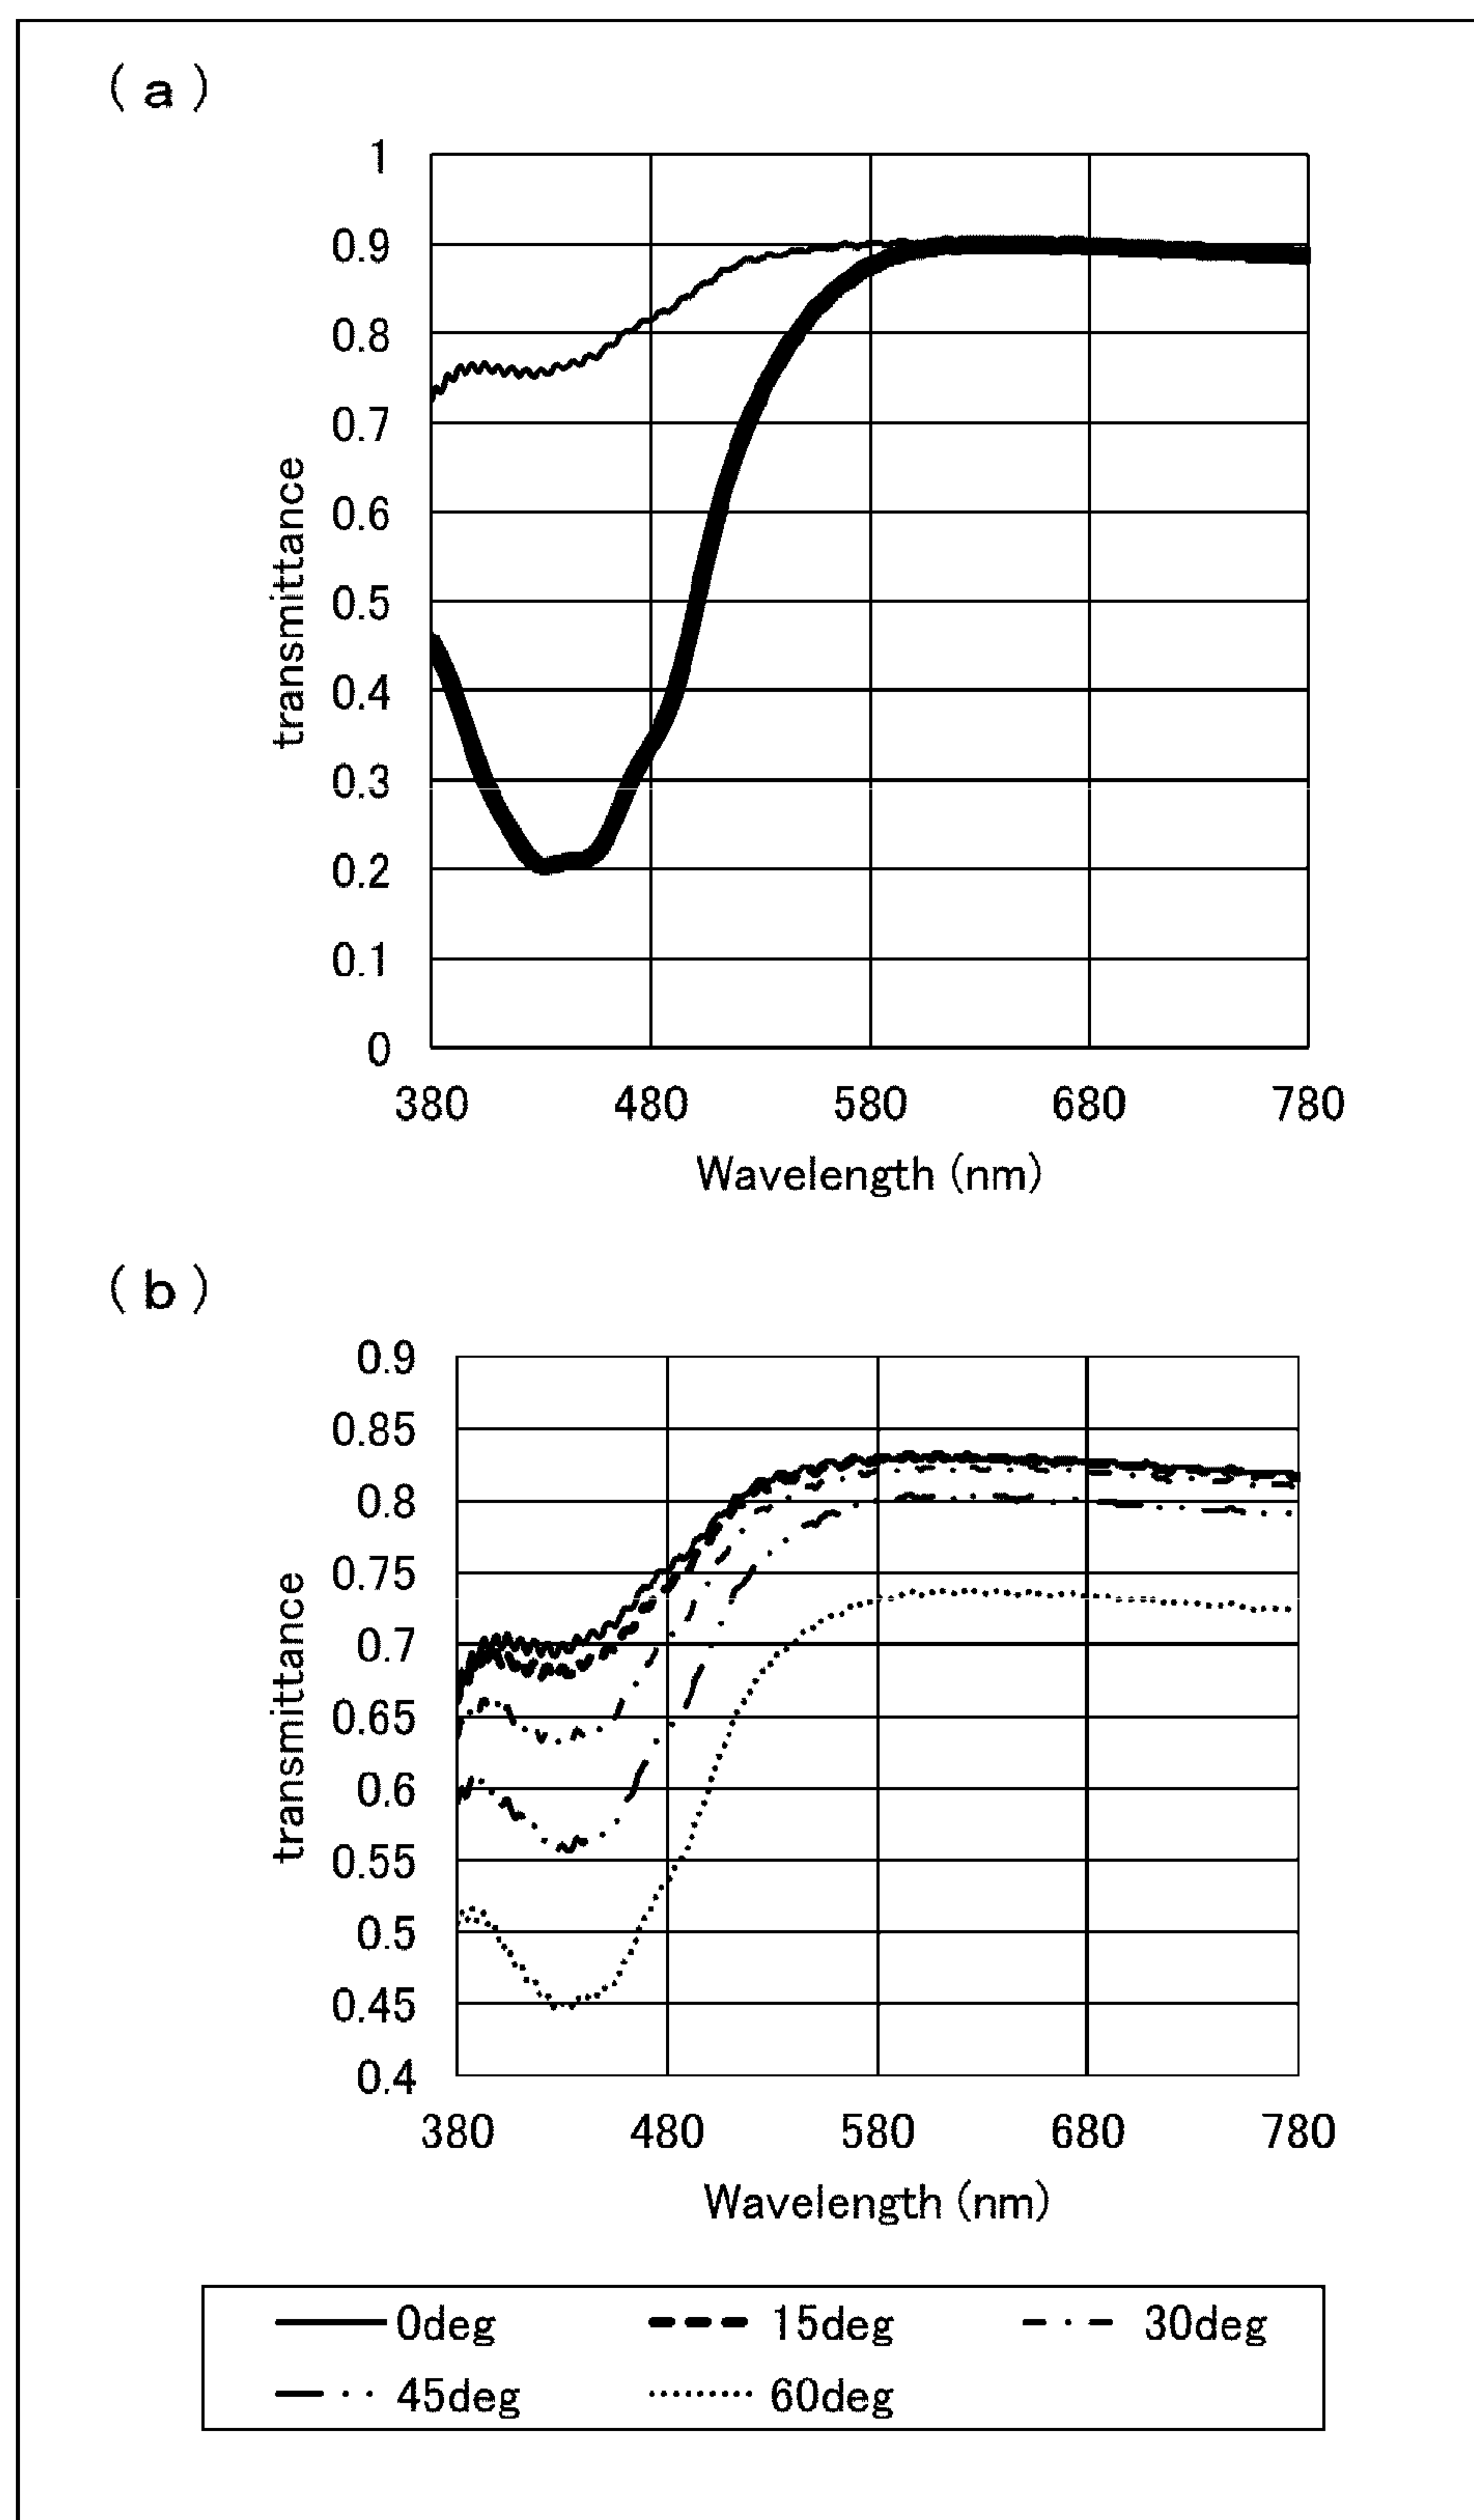 (a)
1
0.9
0.8
0.7
0.6
0.5
0.4
0.3
0.2
0.1
0
transmittance
380 480 580 680 780
Wavelength (nm)
(b)
0.9
0.85
0.8
0.75
0.7
0.65
0.6
0.55
0.5
0.45
0.4
transmittance
380 480 580 680 780
Wavelength (nm)
0deg 15deg 30deg
45deg 60deg